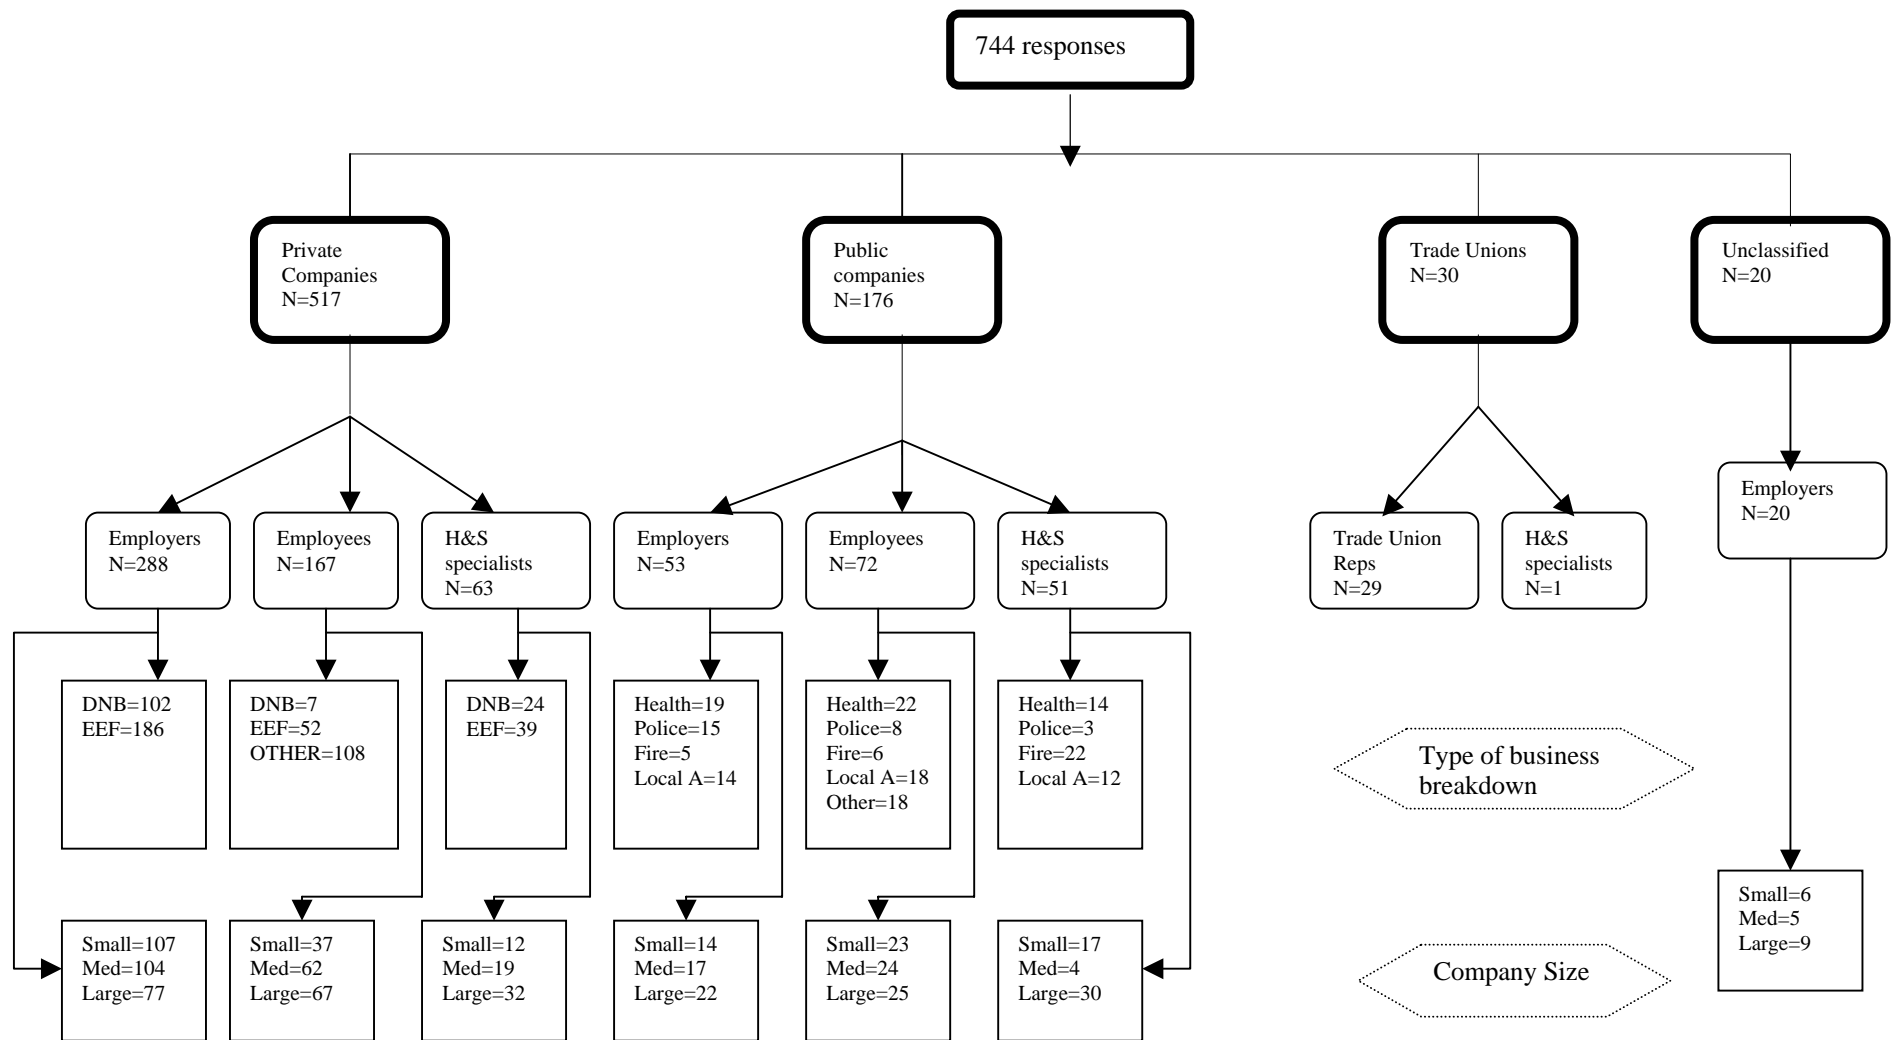 744 responses
Private
Companies
N=517
Public
companies
N=176
Trade Unions
N=30
Unclassified
N=20
Employers
N=288
Employees
N=167
H&S
specialists
N=63
Employers
N=53
Employees
N=72
H&S
specialists
N=51
Trade Union
Reps
N=29
H&S
specialists
N=1
Employers
N=20
DNB=102
EEF=186
DNB=7
EEF=52
OTHER=108
DNB=24
EEF=39
Health=19
Police=15
Fire=5
Local A=14
Health=22
Police=8
Fire=6
Local A=18
Other=18
Health=14
Police=3
Fire=22
Local A=12
Type of business
breakdown
Small=107
Med=104
Large=77
Small=37
Med=62
Large=67
Small=12
Med=19
Large=32
Small=14
Med=17
Large=22
Small=23
Med=24
Large=25
Small=17
Med=4
Large=30
Company Size
Small=6
Med=5
Large=9